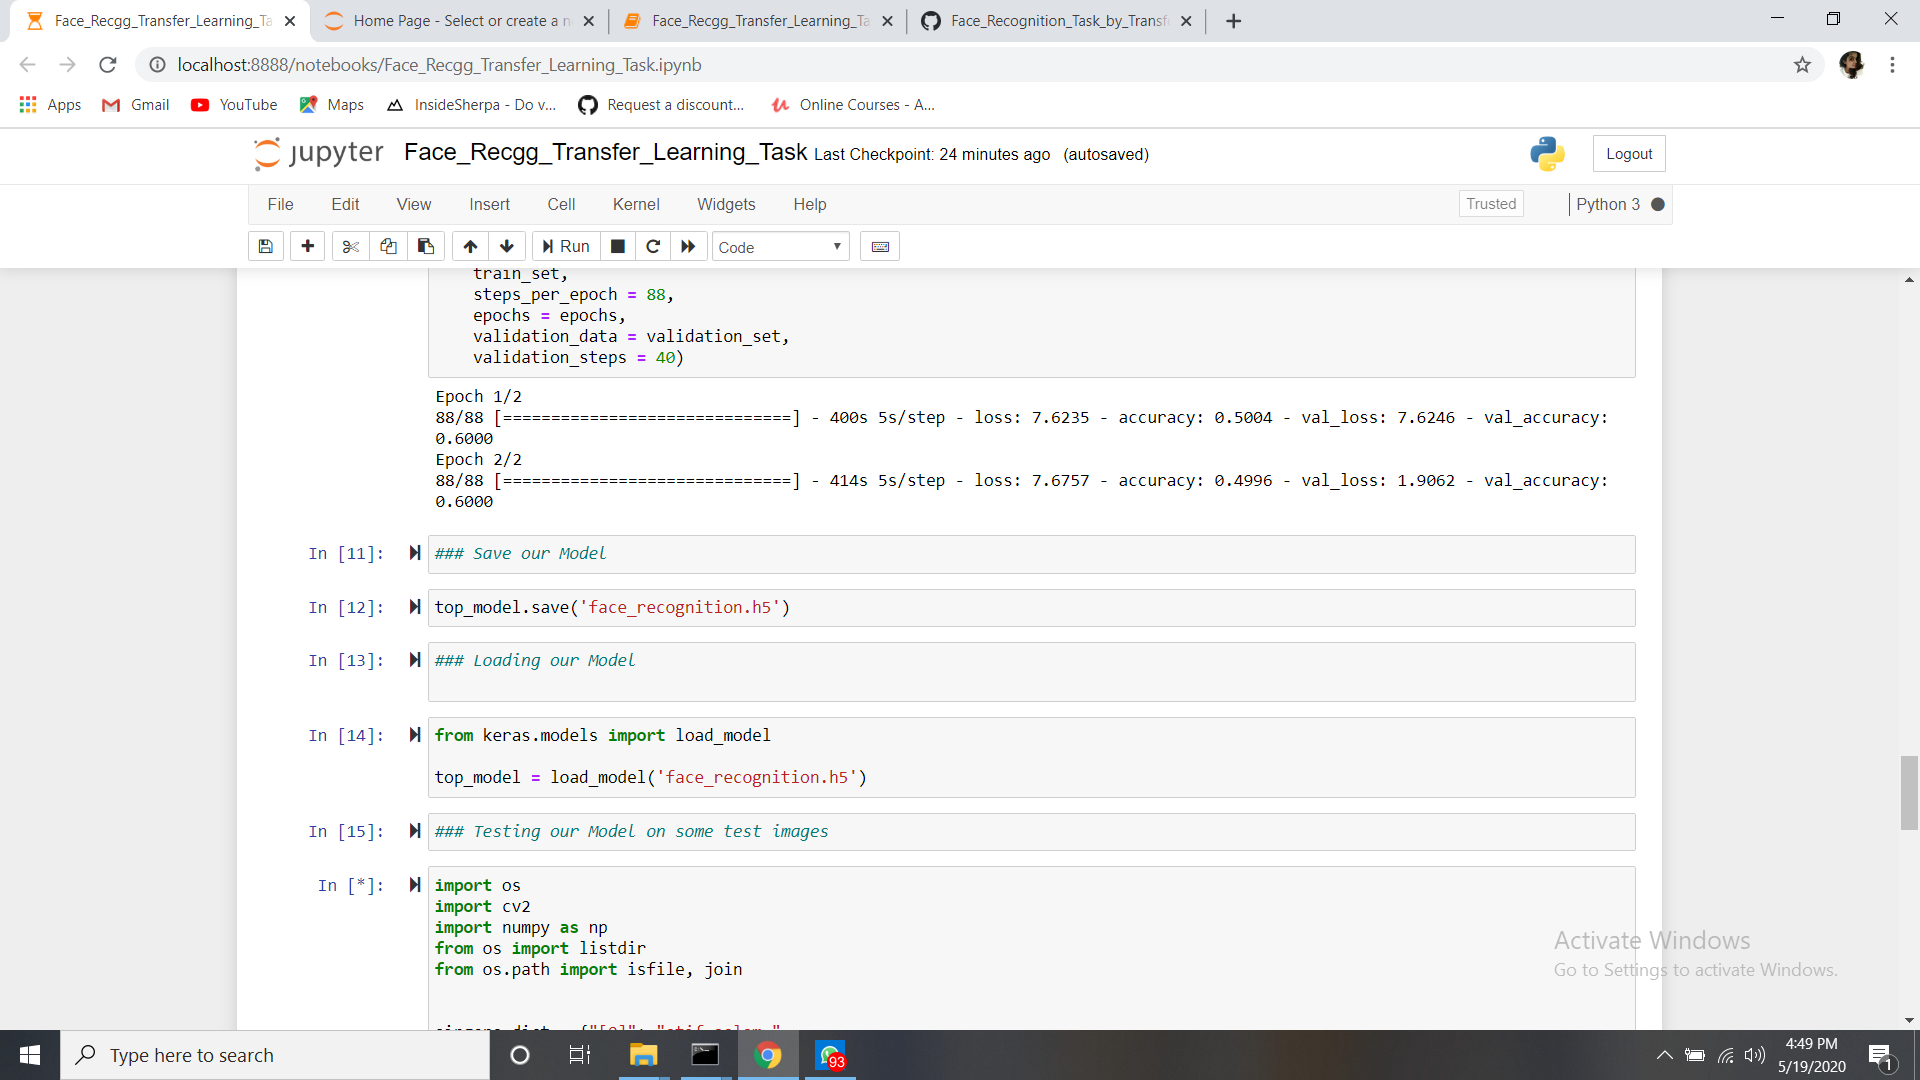 Face_Recgg_Transfer_Learning_Ta
Home Page - Select or create a n
Face_Recgg_Transfer_Learning_Ta
Face_Recognition_Task_by_Transf
localhost:8888/notebooks/Face_Recgg_Transfer_Learning_Task.ipynb
Apps Gmail YouTube Maps InsideSherpa - Do v... Request a discount... Online Courses - A...
jupyter Face_Recgg_Transfer_Learning_Task Last Checkpoint: 24 minutes ago (autosaved) Logout
File Edit View Insert Cell Kernel Widgets Help Trusted Python 3
Run Code
train_set,
steps_per_epoch = 88,
epochs = epochs,
validation_data = validation_set,
validation_steps = 40)
Epoch 1/2
88/88 [==============================] - 400s 5s/step - loss: 7.6235 - accuracy: 0.5004 - val_loss: 7.6246 - val_accuracy:
0.6000
Epoch 2/2
88/88 [==============================] - 414s 5s/step - loss: 7.6757 - accuracy: 0.4996 - val_loss: 1.9062 - val_accuracy:
0.6000
In [11]: ### Save our Model
In [12]: top_model.save('face_recognition.h5')
In [13]: ### Loading our Model
In [14]: from keras.models import load_model
top_model = load_model('face_recognition.h5')
In [15]: ### Testing our Model on some test images
In [*]: import os
import cv2
import numpy as np
from os import listdir
from os.path import isfile, join
Activate Windows
Go to Settings to activate Windows.
Type here to search
93
4:49 PM
5/19/2020
1